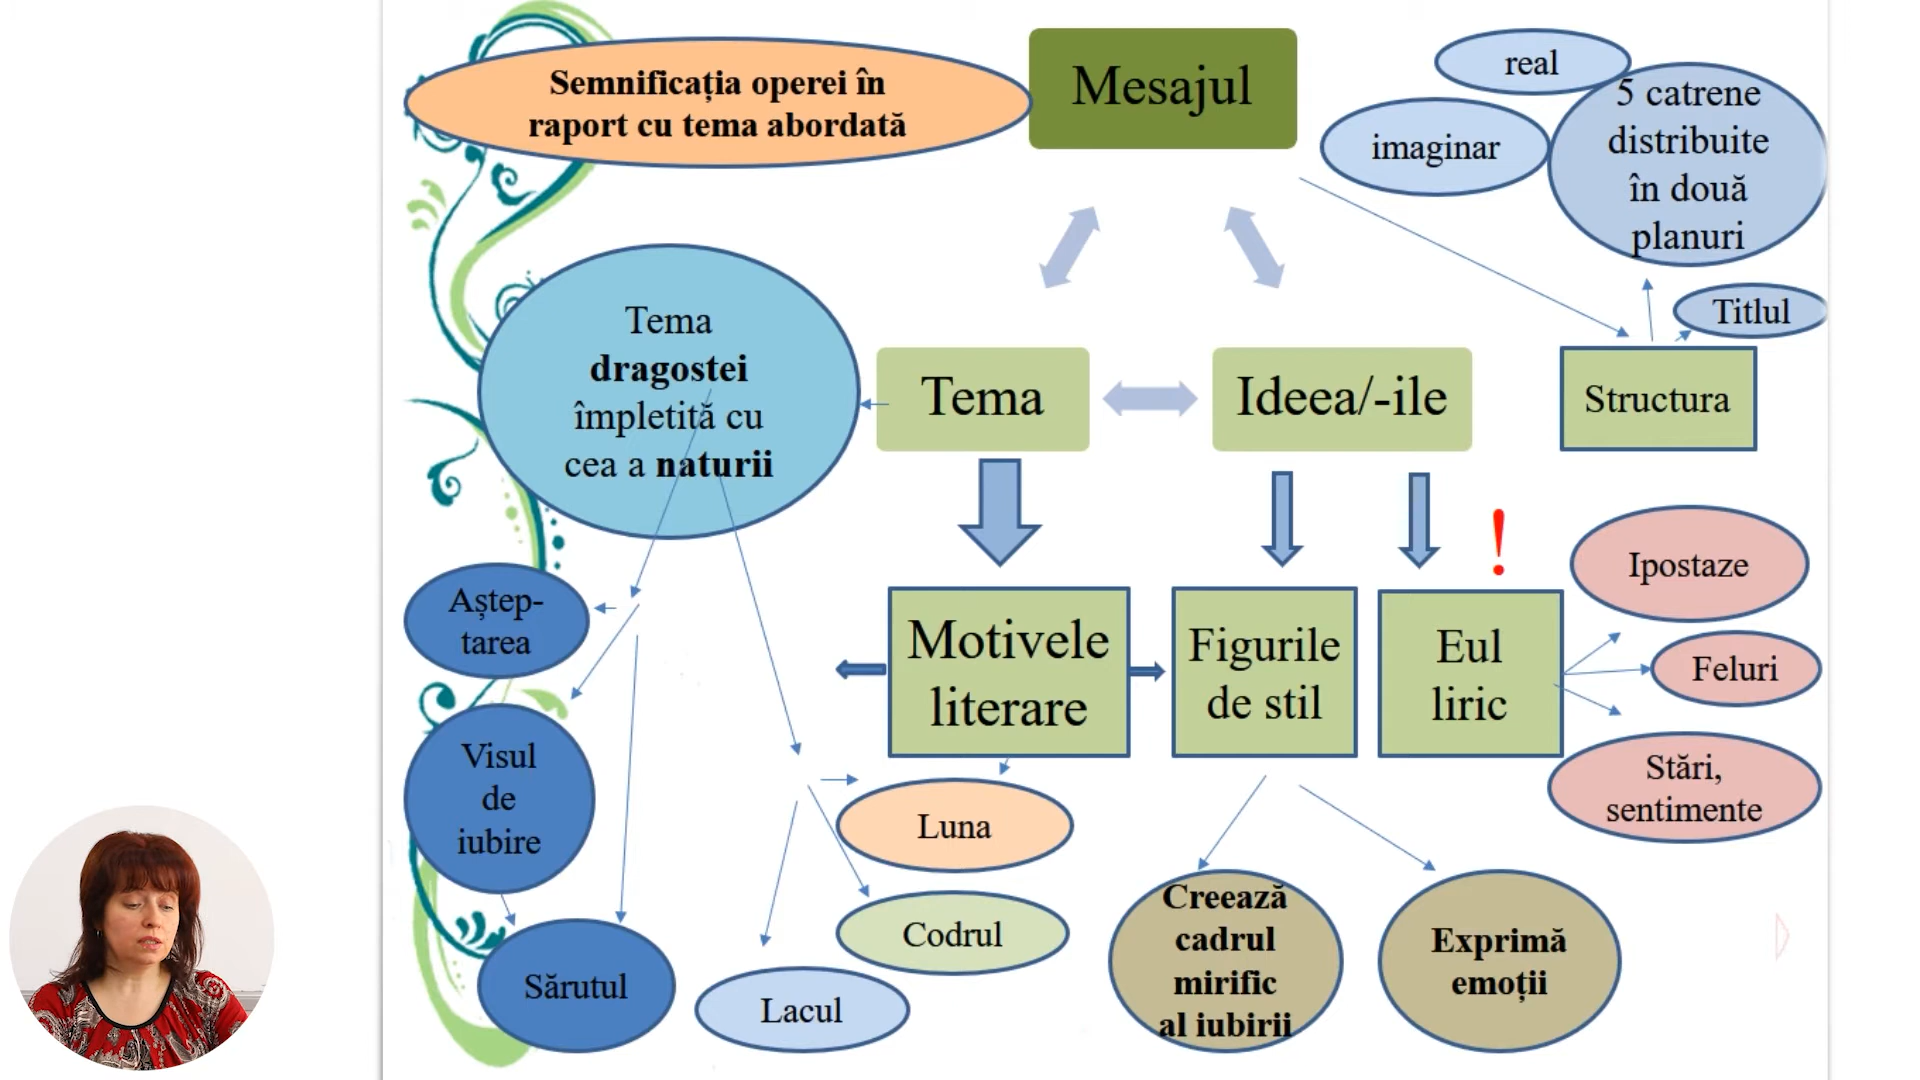 Semnificația operei în
raport cu tema abordată
Mesajul
real
imaginar
5 catrene
distribuite
în două
planuri
Titlul
Tema
dragostei
împletită cu
cea a naturii
Tema
Ideea/-ile
Structura
!
Aștep-
tarea
Visul
de
iubire
Sărutul
Motivele
literare
Figurile
de stil
Eul
liric
Ipostaze
Feluri
Stări,
sentimente
Luna
Codrul
Lacul
Creează
cadrul
mirific
al iubirii
Exprimă
emoții